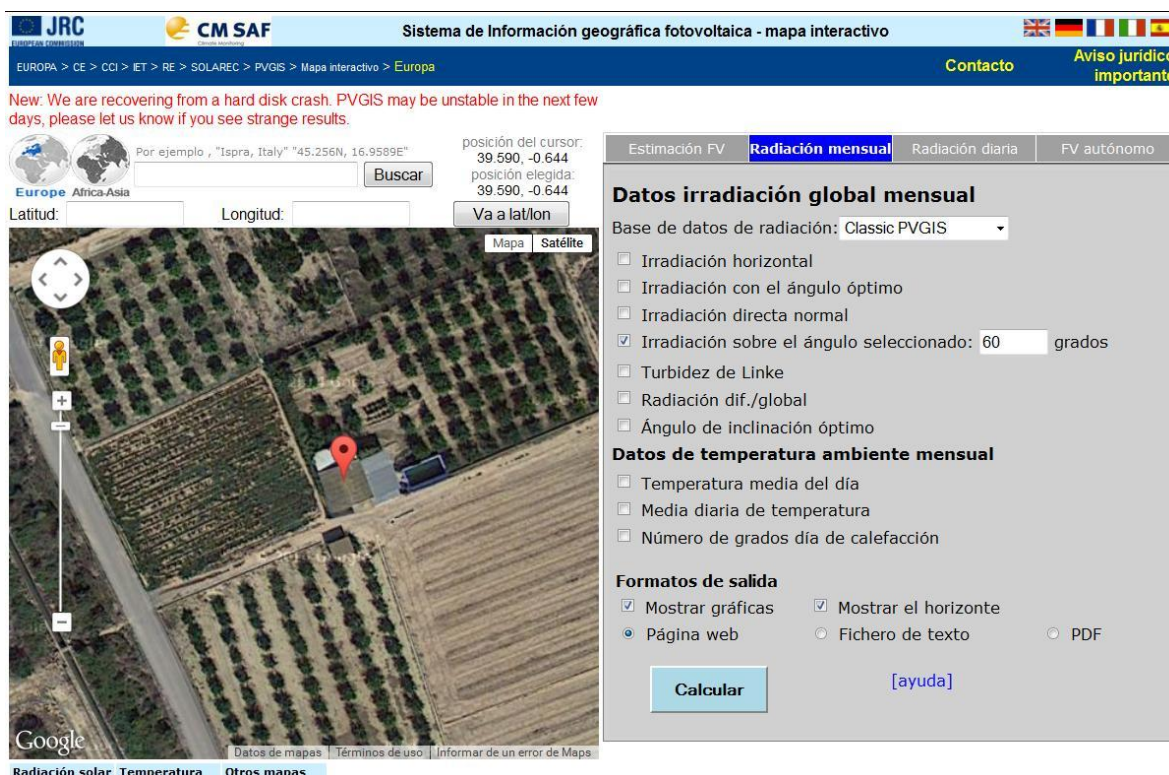 JRC
EUROPEAN COMMISSION
CM SAF
Climate Monitoring
Sistema de Información geográfica fotovoltaica - mapa interactivo
EUROPA > CE > CCI > IET > RE > SOLAREC > PVGIS > Mapa interactivo > Europa
Contacto
Aviso jurídico
importante
New: We are recovering from a hard disk crash. PVGIS may be unstable in the next few
days, please let us know if you see strange results.
Europe Africa-Asia
Por ejemplo , "Ispra, Italy" "45.256N, 16.9589E"
Buscar
posición del cursor:
39.590, -0.644
posición elegida:
39.590, -0.644
Latitud:
Longitud:
Va a lat/lon
Mapa Satélite
Google
Datos de mapas Términos de uso Informar de un error de Maps
Radiación solar Temperatura Otros mapas
Estimación FV Radiación mensual Radiación diaria FV autónomo
Datos irradiación global mensual
Base de datos de radiación: Classic PVGIS
Irradiación horizontal
Irradiación con el ángulo óptimo
Irradiación directa normal
Irradiación sobre el ángulo seleccionado: 60 grados
Turbidez de Linke
Radiación dif./global
Ángulo de inclinación óptimo
Datos de temperatura ambiente mensual
Temperatura media del día
Media diaria de temperatura
Número de grados día de calefacción
Formatos de salida
Mostrar gráficas Mostrar el horizonte
Página web Fichero de texto PDF
Calcular
[ayuda]